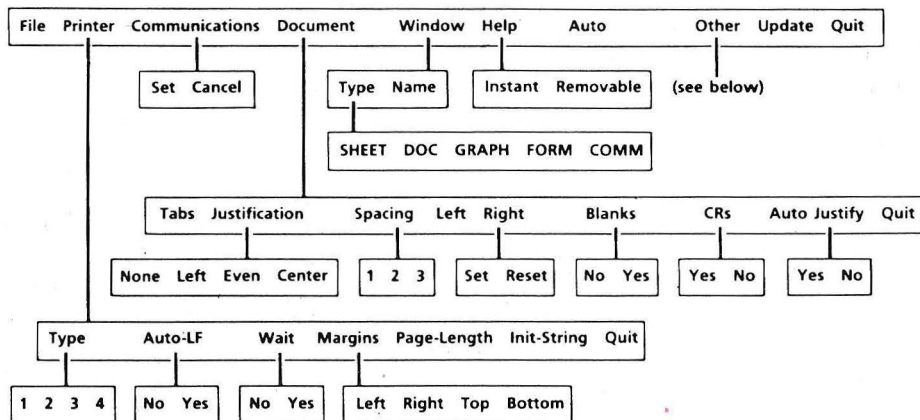 File Printer Communications Document Window Help Auto Other Update Quit
Set Cancel Type Name Instant Removable (see below)
SHEET DOC GRAPH FORM COMM
Tabs Justification Spacing Left Right Blanks CRs Auto Justify Quit
None Left Even Center 1 2 3 Set Reset No Yes Yes No Yes No
Type Auto-LF Wait Margins Page-Length Init-String Quit
1 2 3 4 No Yes No Yes Left Right Top Bottom